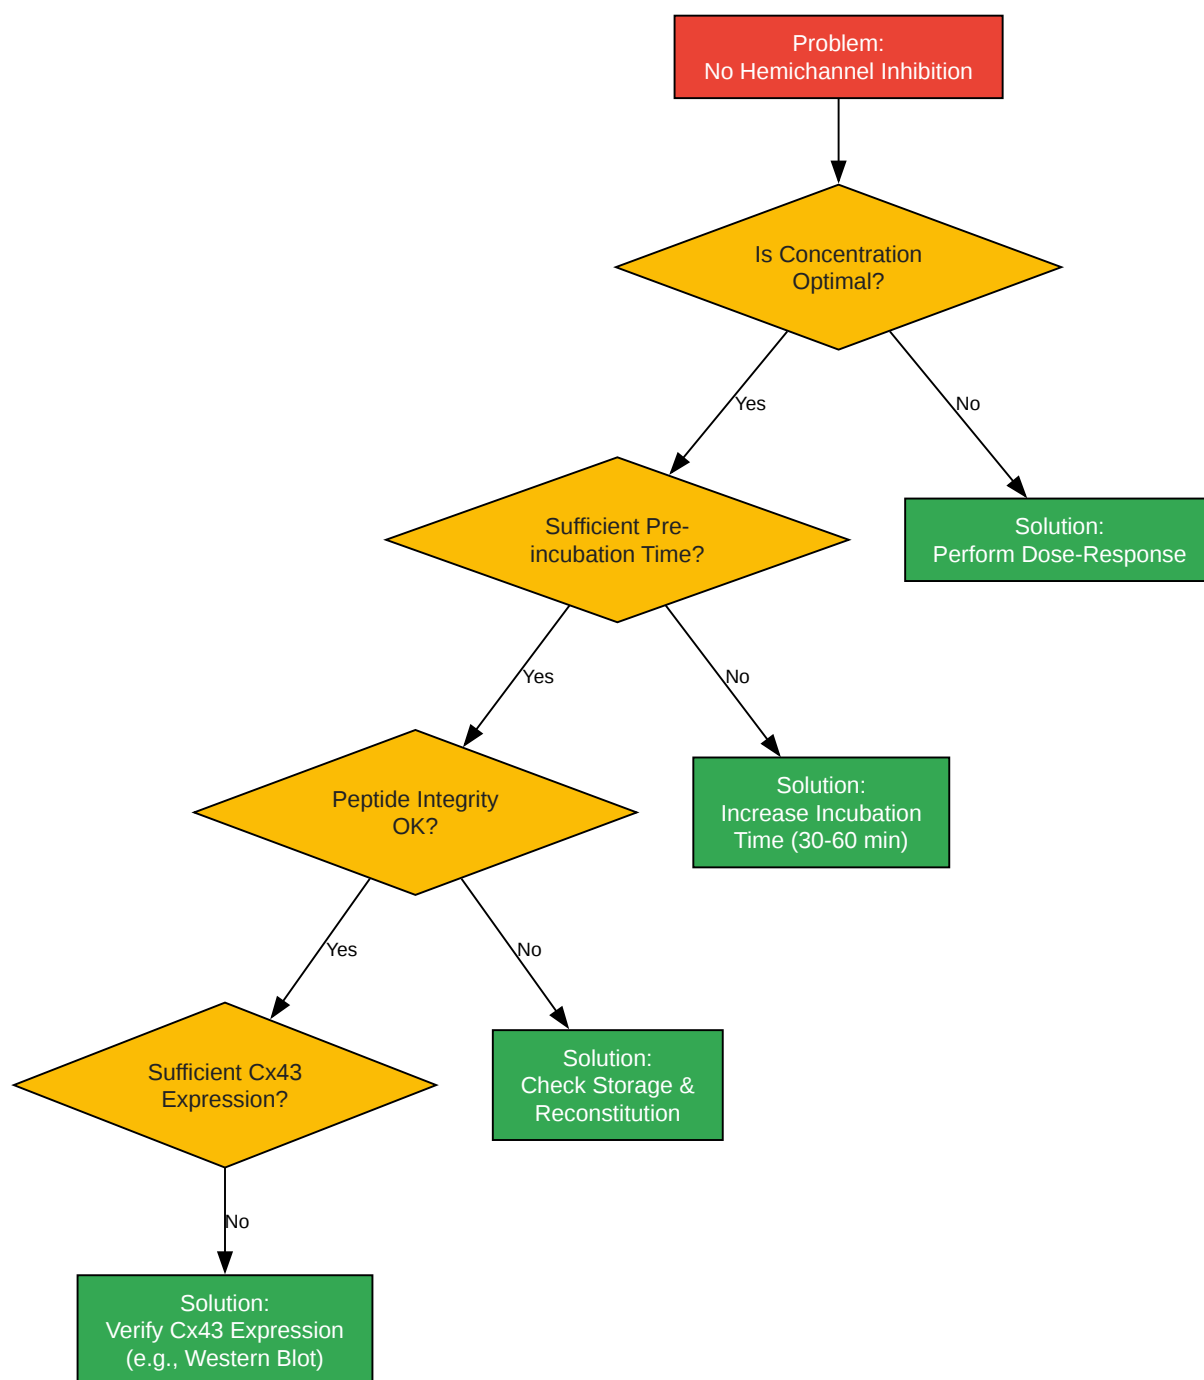 Problem:
No Hemichannel Inhibition
Is Concentration
Optimal?
Yes
No
Sufficient Pre-
incubation Time?
Solution:
Perform Dose-Response
Yes
No
Peptide Integrity
OK?
Solution:
Increase Incubation
Time (30-60 min)
Yes
No
Sufficient Cx43
Expression?
Solution:
Check Storage &
Reconstitution
No
Solution:
Verify Cx43 Expression
(e.g., Western Blot)